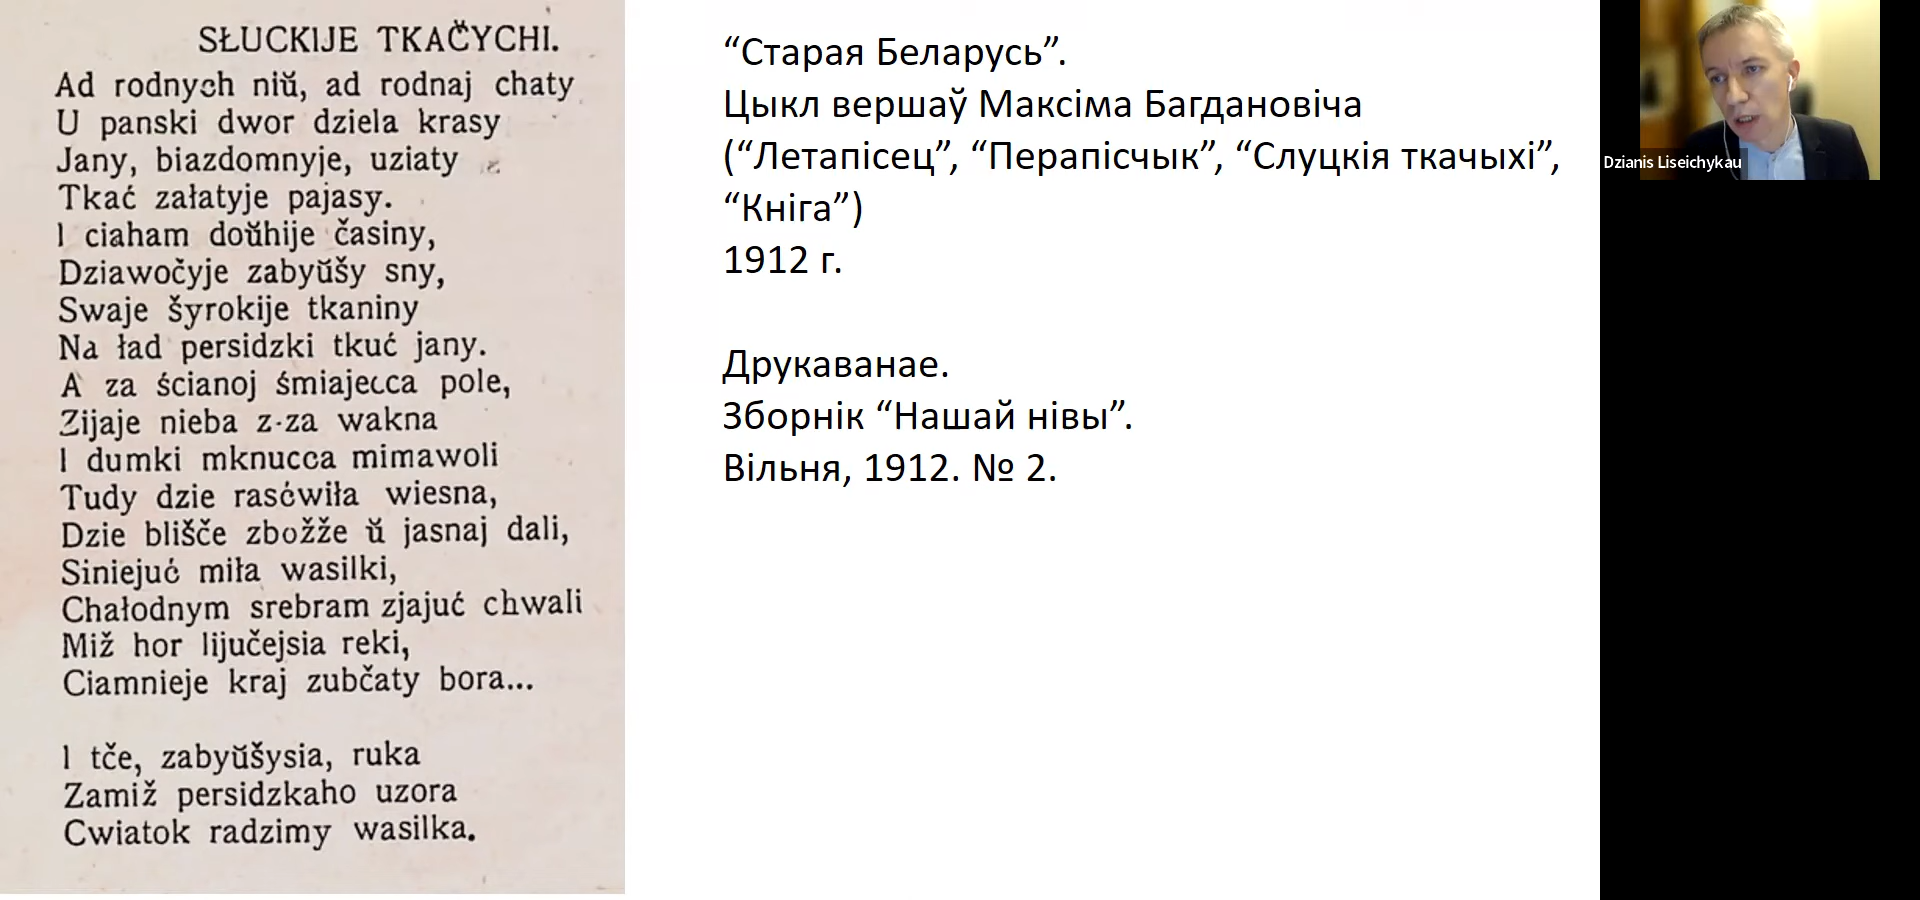 SŁUCKIJE TKAČYCHI.
Ad rodnych niŭ, ad rodnaj chaty
U panski dwor dziela krasy
Jany, biazdomnyje, uziaty
Tkać załatyje pajasy.
I ciaham doŭhije časiny,
Dziawočyje zabyŭšy sny,
Swaje šyrokije tkaniny
Na ład persidzki tkuć jany.
A za ścianoj śmiajecca pole,
Zijaje nieba z-za wakna
I dumki mknucca mimawoli
Tudy dzie raśćwiła wiesna,
Dzie blišče zbožže ŭ jasnaj dali,
Siniejuć miła wasilki,
Chałodnym srebram zjajuć chwali
Miž hor lijučejsia reki,
Ciamnieje kraj zubčaty bora...
I tče, zabyŭšysia, ruka
Zamiž persidzkaho uzora
Cwiatok radzimy wasilka.
“Старая Беларусь”.
Цыкл вершаў Максіма Багдановіча
(“Летапісец”, “Перапісчык”, “Слуцкія ткачыхі”,
“Кніга”)
1912 г.
Друкаванае.
Зборнік “Нашай нівы”.
Вільня, 1912. № 2.
Dzianis Liseichykau